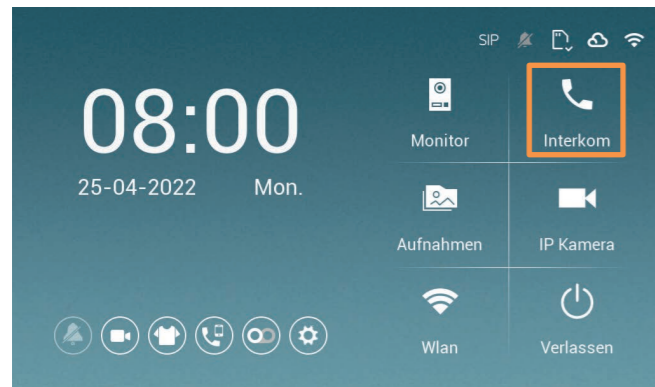 SIP
08:00
25-04-2022 Mon.
Monitor
Interkom
Aufnahmen
IP Kamera
Wlan
Verlassen